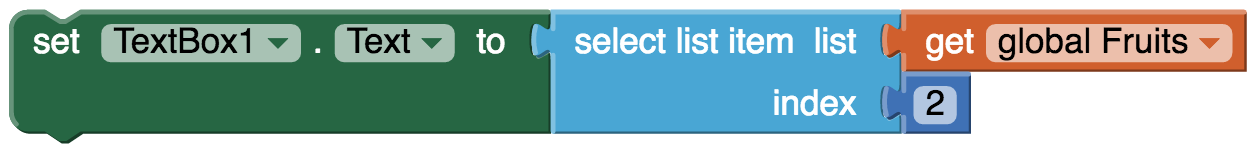 set TextBox1 . Text to select list item list get global Fruits
index 2